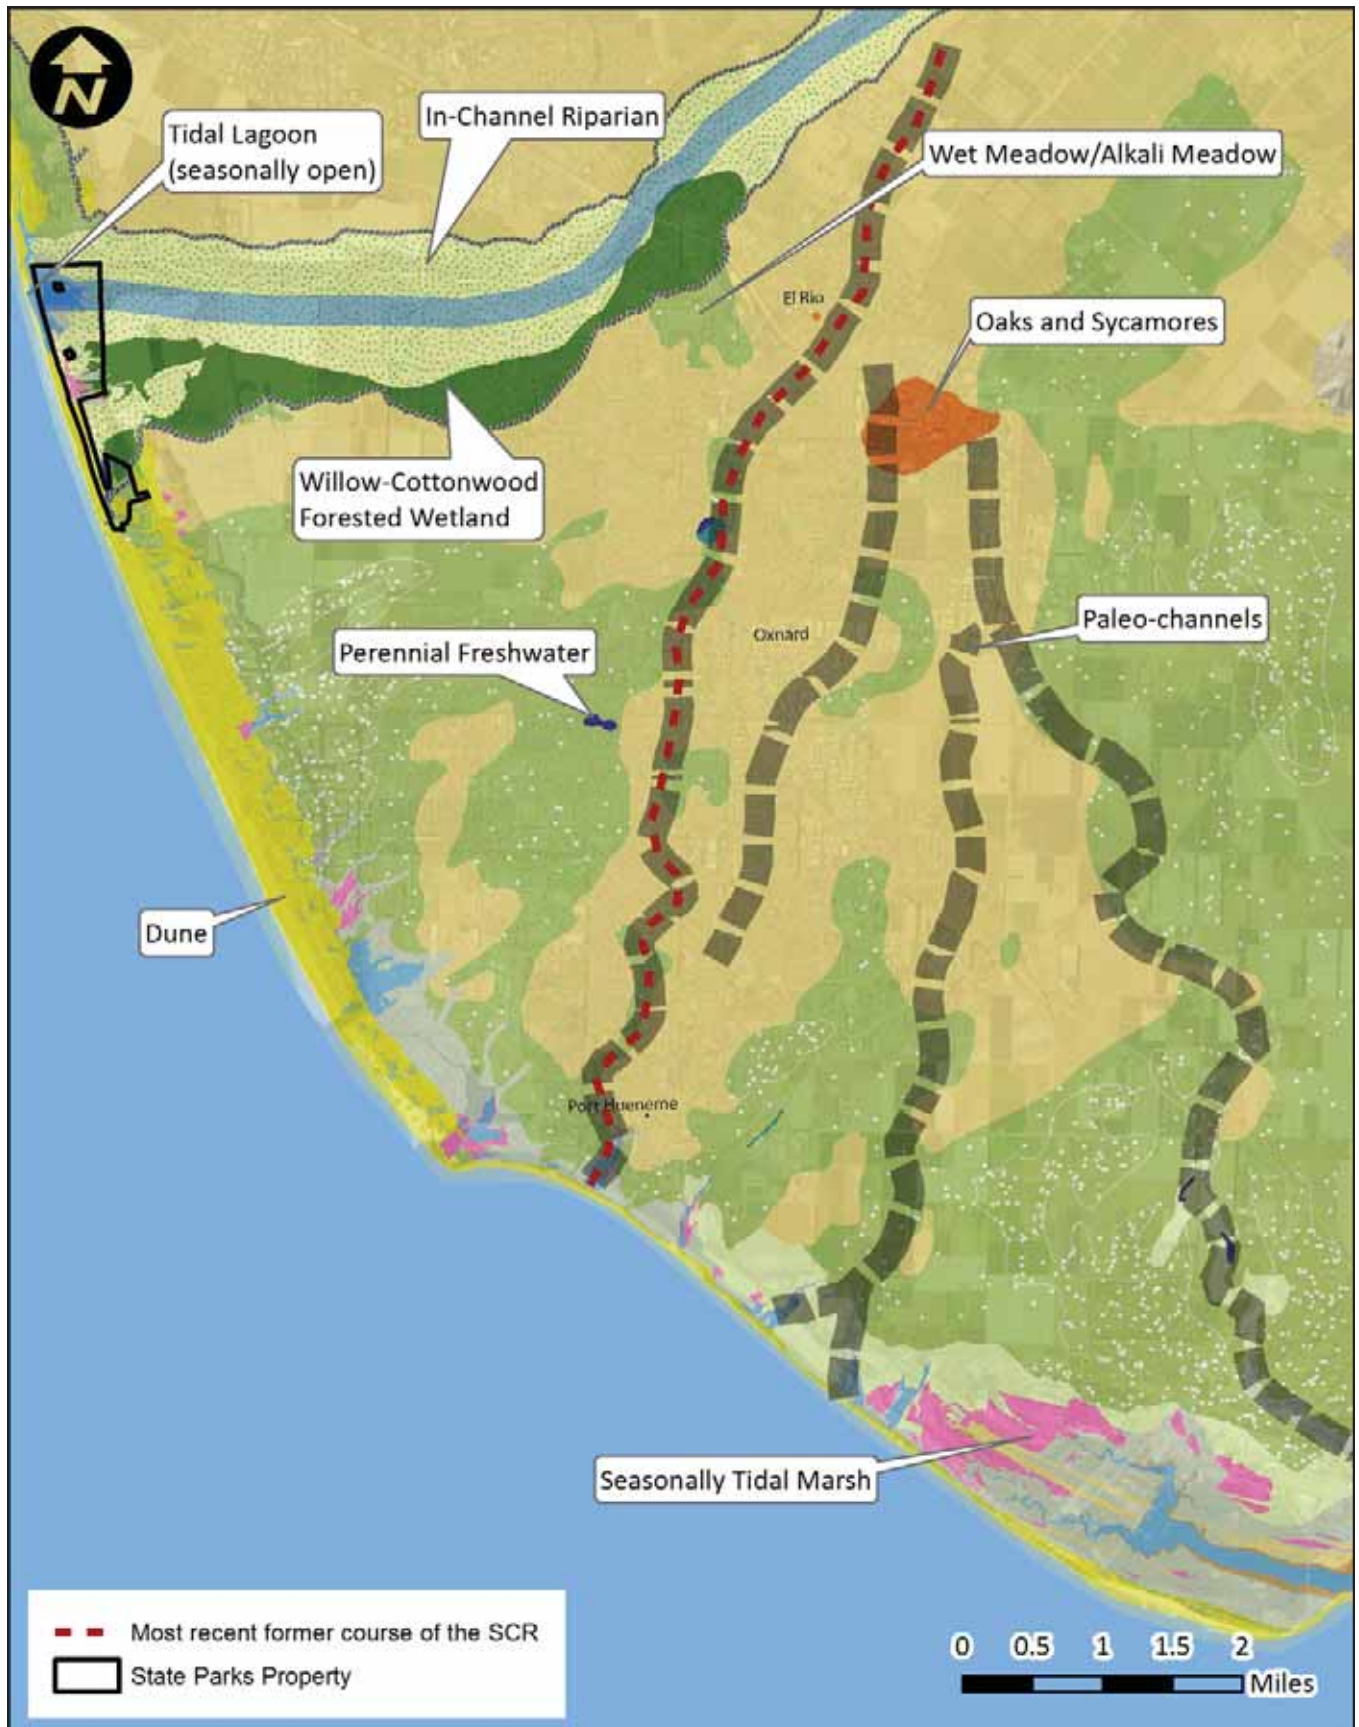 N
Tidal Lagoon
(seasonally open)
In-Channel Riparian
Wet Meadow/Alkali Meadow
El Rio
Oaks and Sycamores
Willow-Cottonwood
Forested Wetland
Paleo-channels
Oxnard
Perennial Freshwater
Dune
Port Hueneme
Seasonally Tidal Marsh
Most recent former course of the SCR
State Parks Property
0 0.5 1 1.5 2
Miles